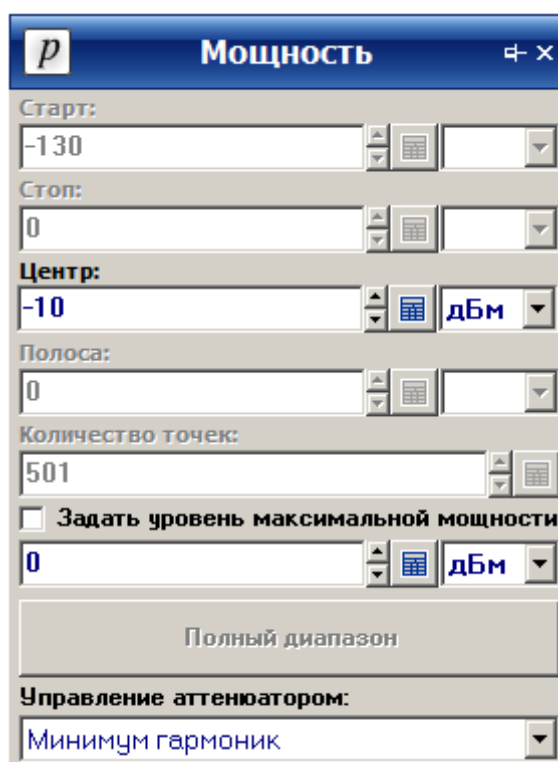 p Мощность
Старт:
-130
Стоп:
0
Центр:
-10 дБм
Полоса:
0
Количество точек:
501
Задать уровень максимальной мощности
0 дБм
Полный диапазон
Управление аттенюатором:
Минимум гармоник